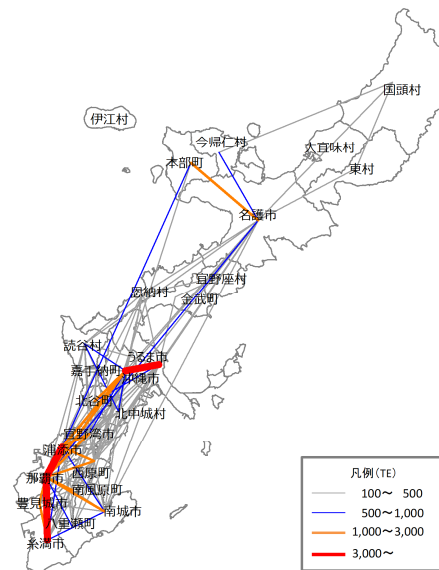 国頭村
伊江村
今帰仁村
大宜味村
本部町
東村
名護市
宜野座村
恩納村
金武町
読谷村
うるま市
嘉手納町
沖縄市
北谷町
北中城村
宜野湾市
浦添市
西原町
那覇市
南風原町
豊見城市
南城市
八重瀬町
糸満市
凡例(TE)
100～ 500
500～1,000
1,000～3,000
3,000～